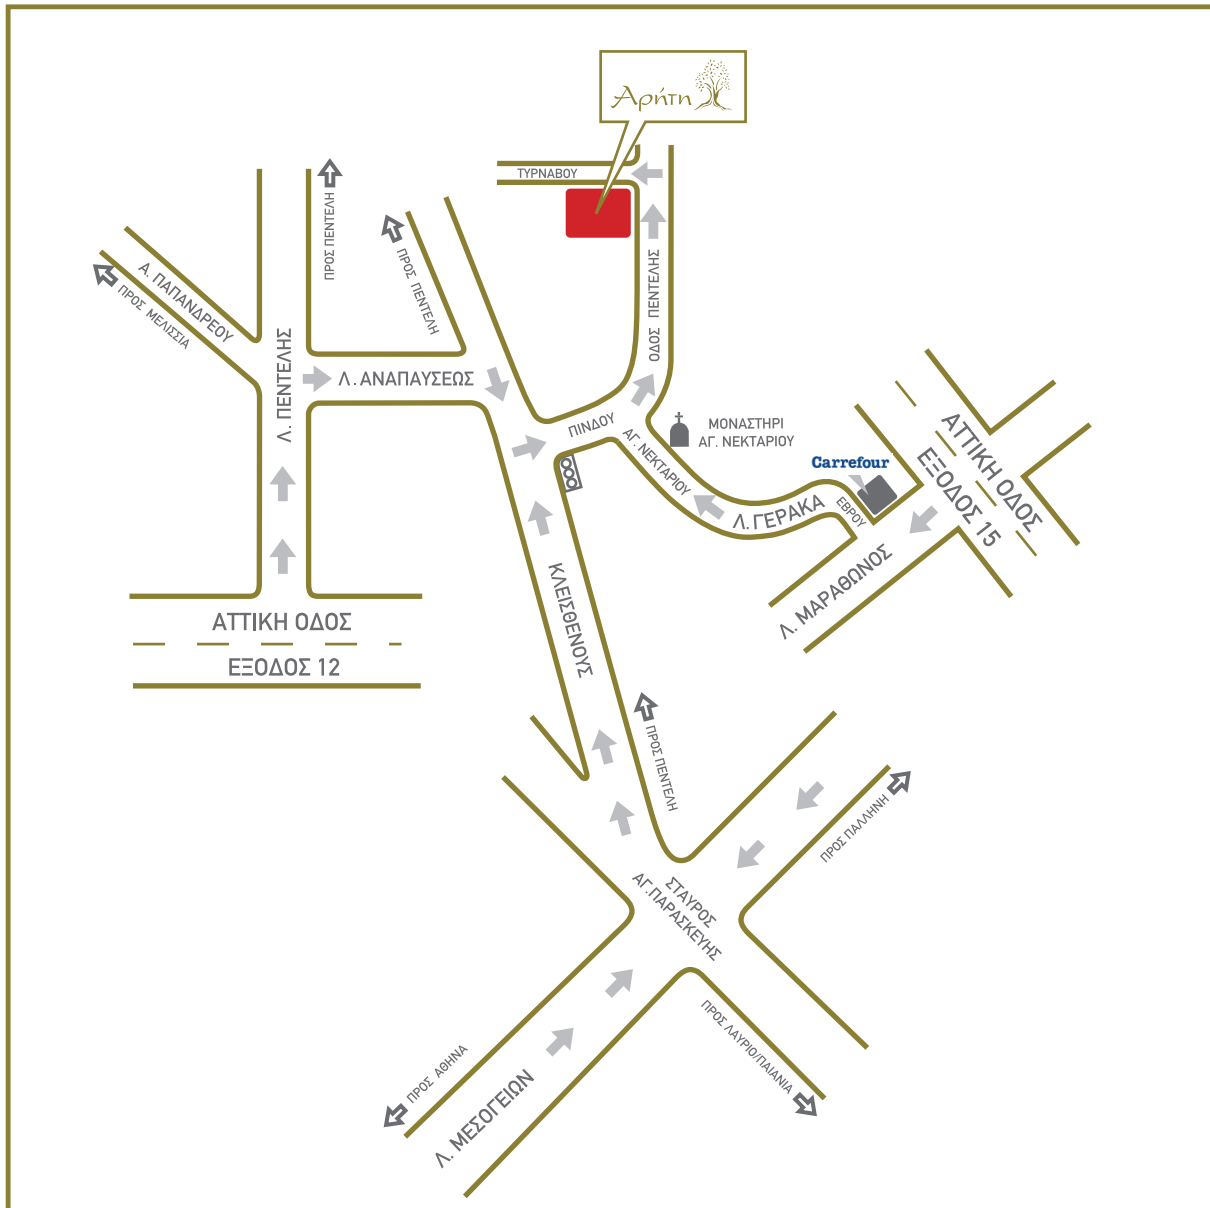 Αρήτη
ΤΥΡΝΑΒΟΥ
ΠΡΟΣ ΠΕΝΤΕΛΗ
ΠΡΟΣ ΠΕΝΤΕΛΗ
Α. ΠΑΠΑΝΔΡΕΟΥ
ΠΡΟΣ ΜΕΛΙΣΣΙΑ
Λ. ΠΕΝΤΕΛΗΣ
Λ. ΑΝΑΠΑΥΣΕΩΣ
ΟΔΟΣ ΠΕΝΤΕΛΗΣ
ΠΙΝΔΟΥ
ΑΓ. ΝΕΚΤΑΡΙΟΥ
ΜΟΝΑΣΤΗΡΙ
ΑΓ. ΝΕΚΤΑΡΙΟΥ
Carrefour
ΑΤΤΙΚΗ ΟΔΟΣ
ΕΞΟΔΟΣ 15
Λ. ΓΕΡΑΚΑ
ΕΒΡΟΥ
Λ. ΜΑΡΑΘΩΝΟΣ
ΚΛΕΙΣΘΕΝΟΥΣ
ΑΤΤΙΚΗ ΟΔΟΣ
ΕΞΟΔΟΣ 12
ΠΡΟΣ ΠΕΝΤΕΛΗ
ΠΡΟΣ ΠΑΛΛΗΝΗ
ΣΤΑΥΡΟΣ
ΑΓ. ΠΑΡΑΣΚΕΥΗΣ
ΠΡΟΣ ΛΑΥΡΙΟ/ΠΑΙΑΝΙΑ
ΠΡΟΣ ΑΘΗΝΑ
Λ. ΜΕΣΟΓΕΙΩΝ